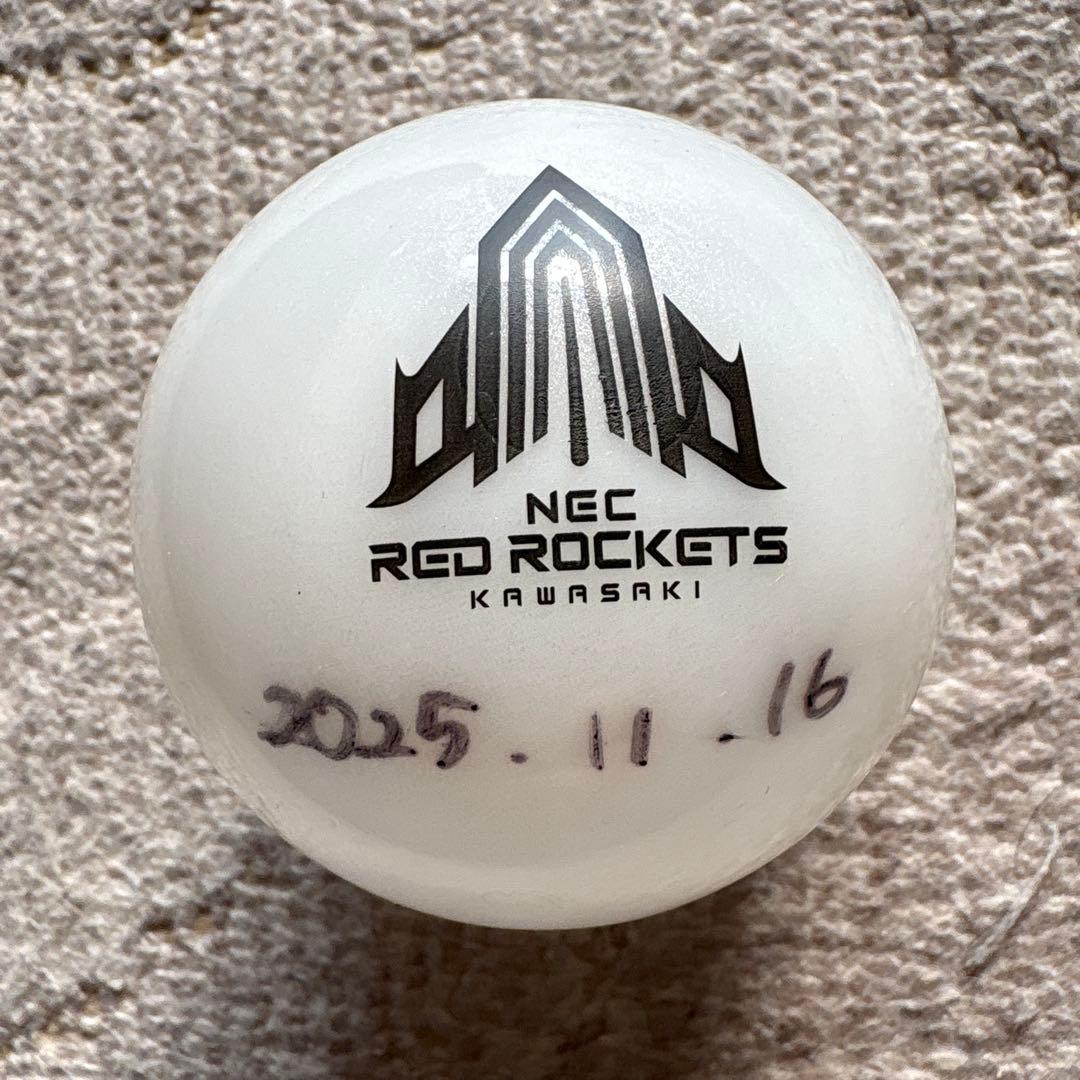 NEC
RED ROCKETS
KAWASAKI
2025.11.16